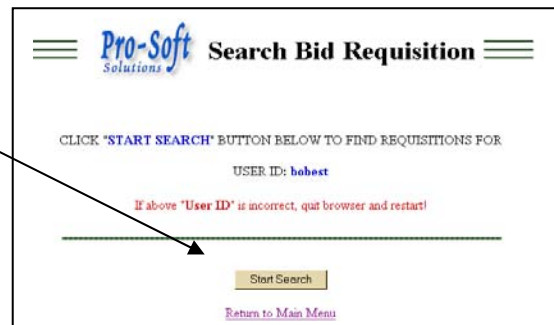 Pro-Soft Search Bid Requisition
Solutions
CLICK "START SEARCH" BUTTON BELOW TO FIND REQUISITIONS FOR
USER ID: bobest
If above "User ID" is incorrect, quit browser and restart!
Start Search
Return to Main Menu